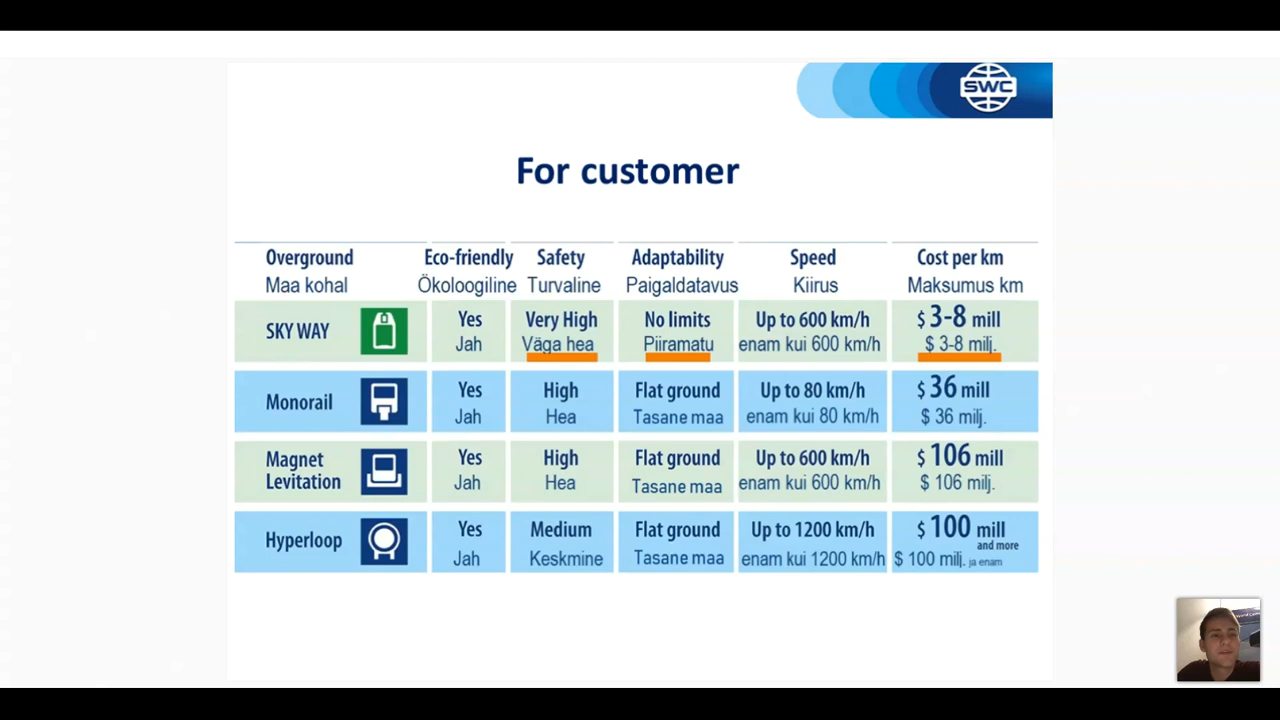 SWC
For customer
Overground Eco-friendly Safety Adaptability Speed Cost per km
Maa kohal Ökoloogiline Turvaline Paigaldatavus Kiirus Maksumus km
SKY WAY Yes Very High No limits Up to 600 km/h $ 3-8 mill
Jah Väga hea Piiramatu enam kui 600 km/h $ 3-8 milj.
Monorail Yes High Flat ground Up to 80 km/h $ 36 mill
Jah Hea Tasane maa enam kui 80 km/h $ 36 milj.
Magnet Yes High Flat ground Up to 600 km/h $ 106 mill
Levitation Jah Hea Tasane maa enam kui 600 km/h $ 106 milj.
Hyperloop Yes Medium Flat ground Up to 1200 km/h $ 100 mill
and more
Jah Keskmine Tasane maa enam kui 1200 km/h $ 100 milj. ja enam